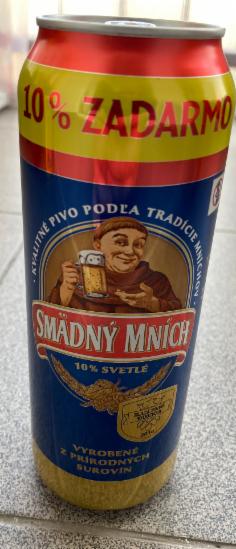 10% ZADARMO
KVALITNÉ PIVO PODĽA TRADÍCIE MNÍCHOV
SMÄDNÝ MNÍCH
10% SVETLÉ
VYROBENÉ
Z PRÍRODNÝCH
SUROVÍN